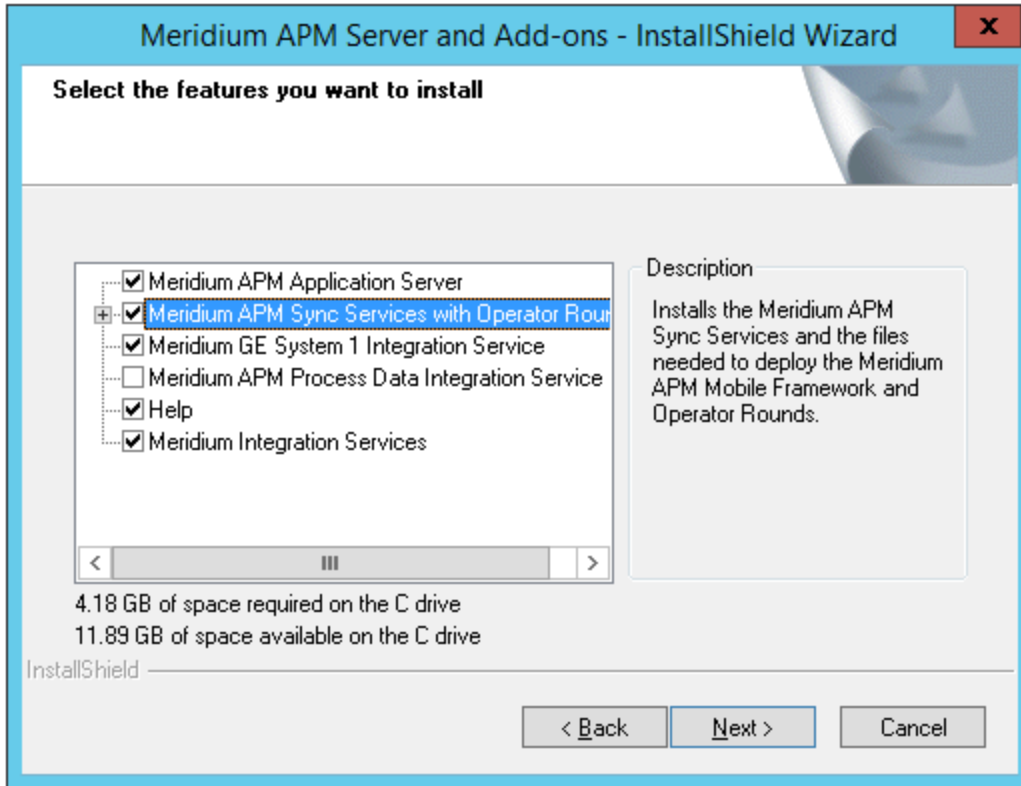 Meridium APM Server and Add-ons - InstallShield Wizard
x
Select the features you want to install
Meridium APM Application Server
Meridium APM Sync Services with Operator Roun
Meridium GE System 1 Integration Service
Meridium APM Process Data Integration Service
Help
Meridium Integration Services
Description
Installs the Meridium APM
Sync Services and the files
needed to deploy the Meridium
APM Mobile Framework and
Operator Rounds.
4.18 GB of space required on the C drive
11.89 GB of space available on the C drive
InstallShield
< Back
Next >
Cancel